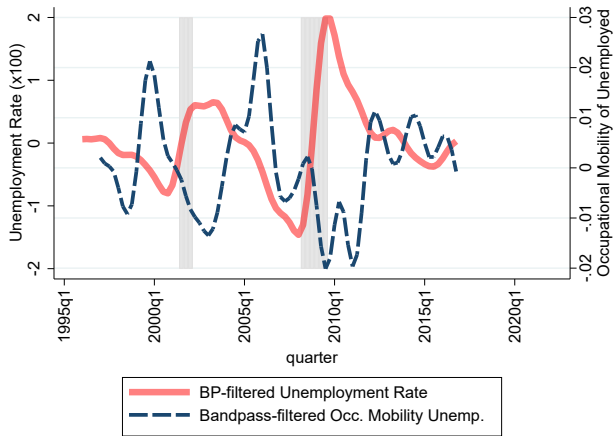 Unemployment Rate (x100)
2
1
0
-1
-2
.03
.02
.01
0
-.01
-.02
Occupational Mobility of Unemployed
1995q1
2000q1
2005q1
2010q1
2015q1
2020q1
quarter
BP-filtered Unemployment Rate
Bandpass-filtered Occ. Mobility Unemp.